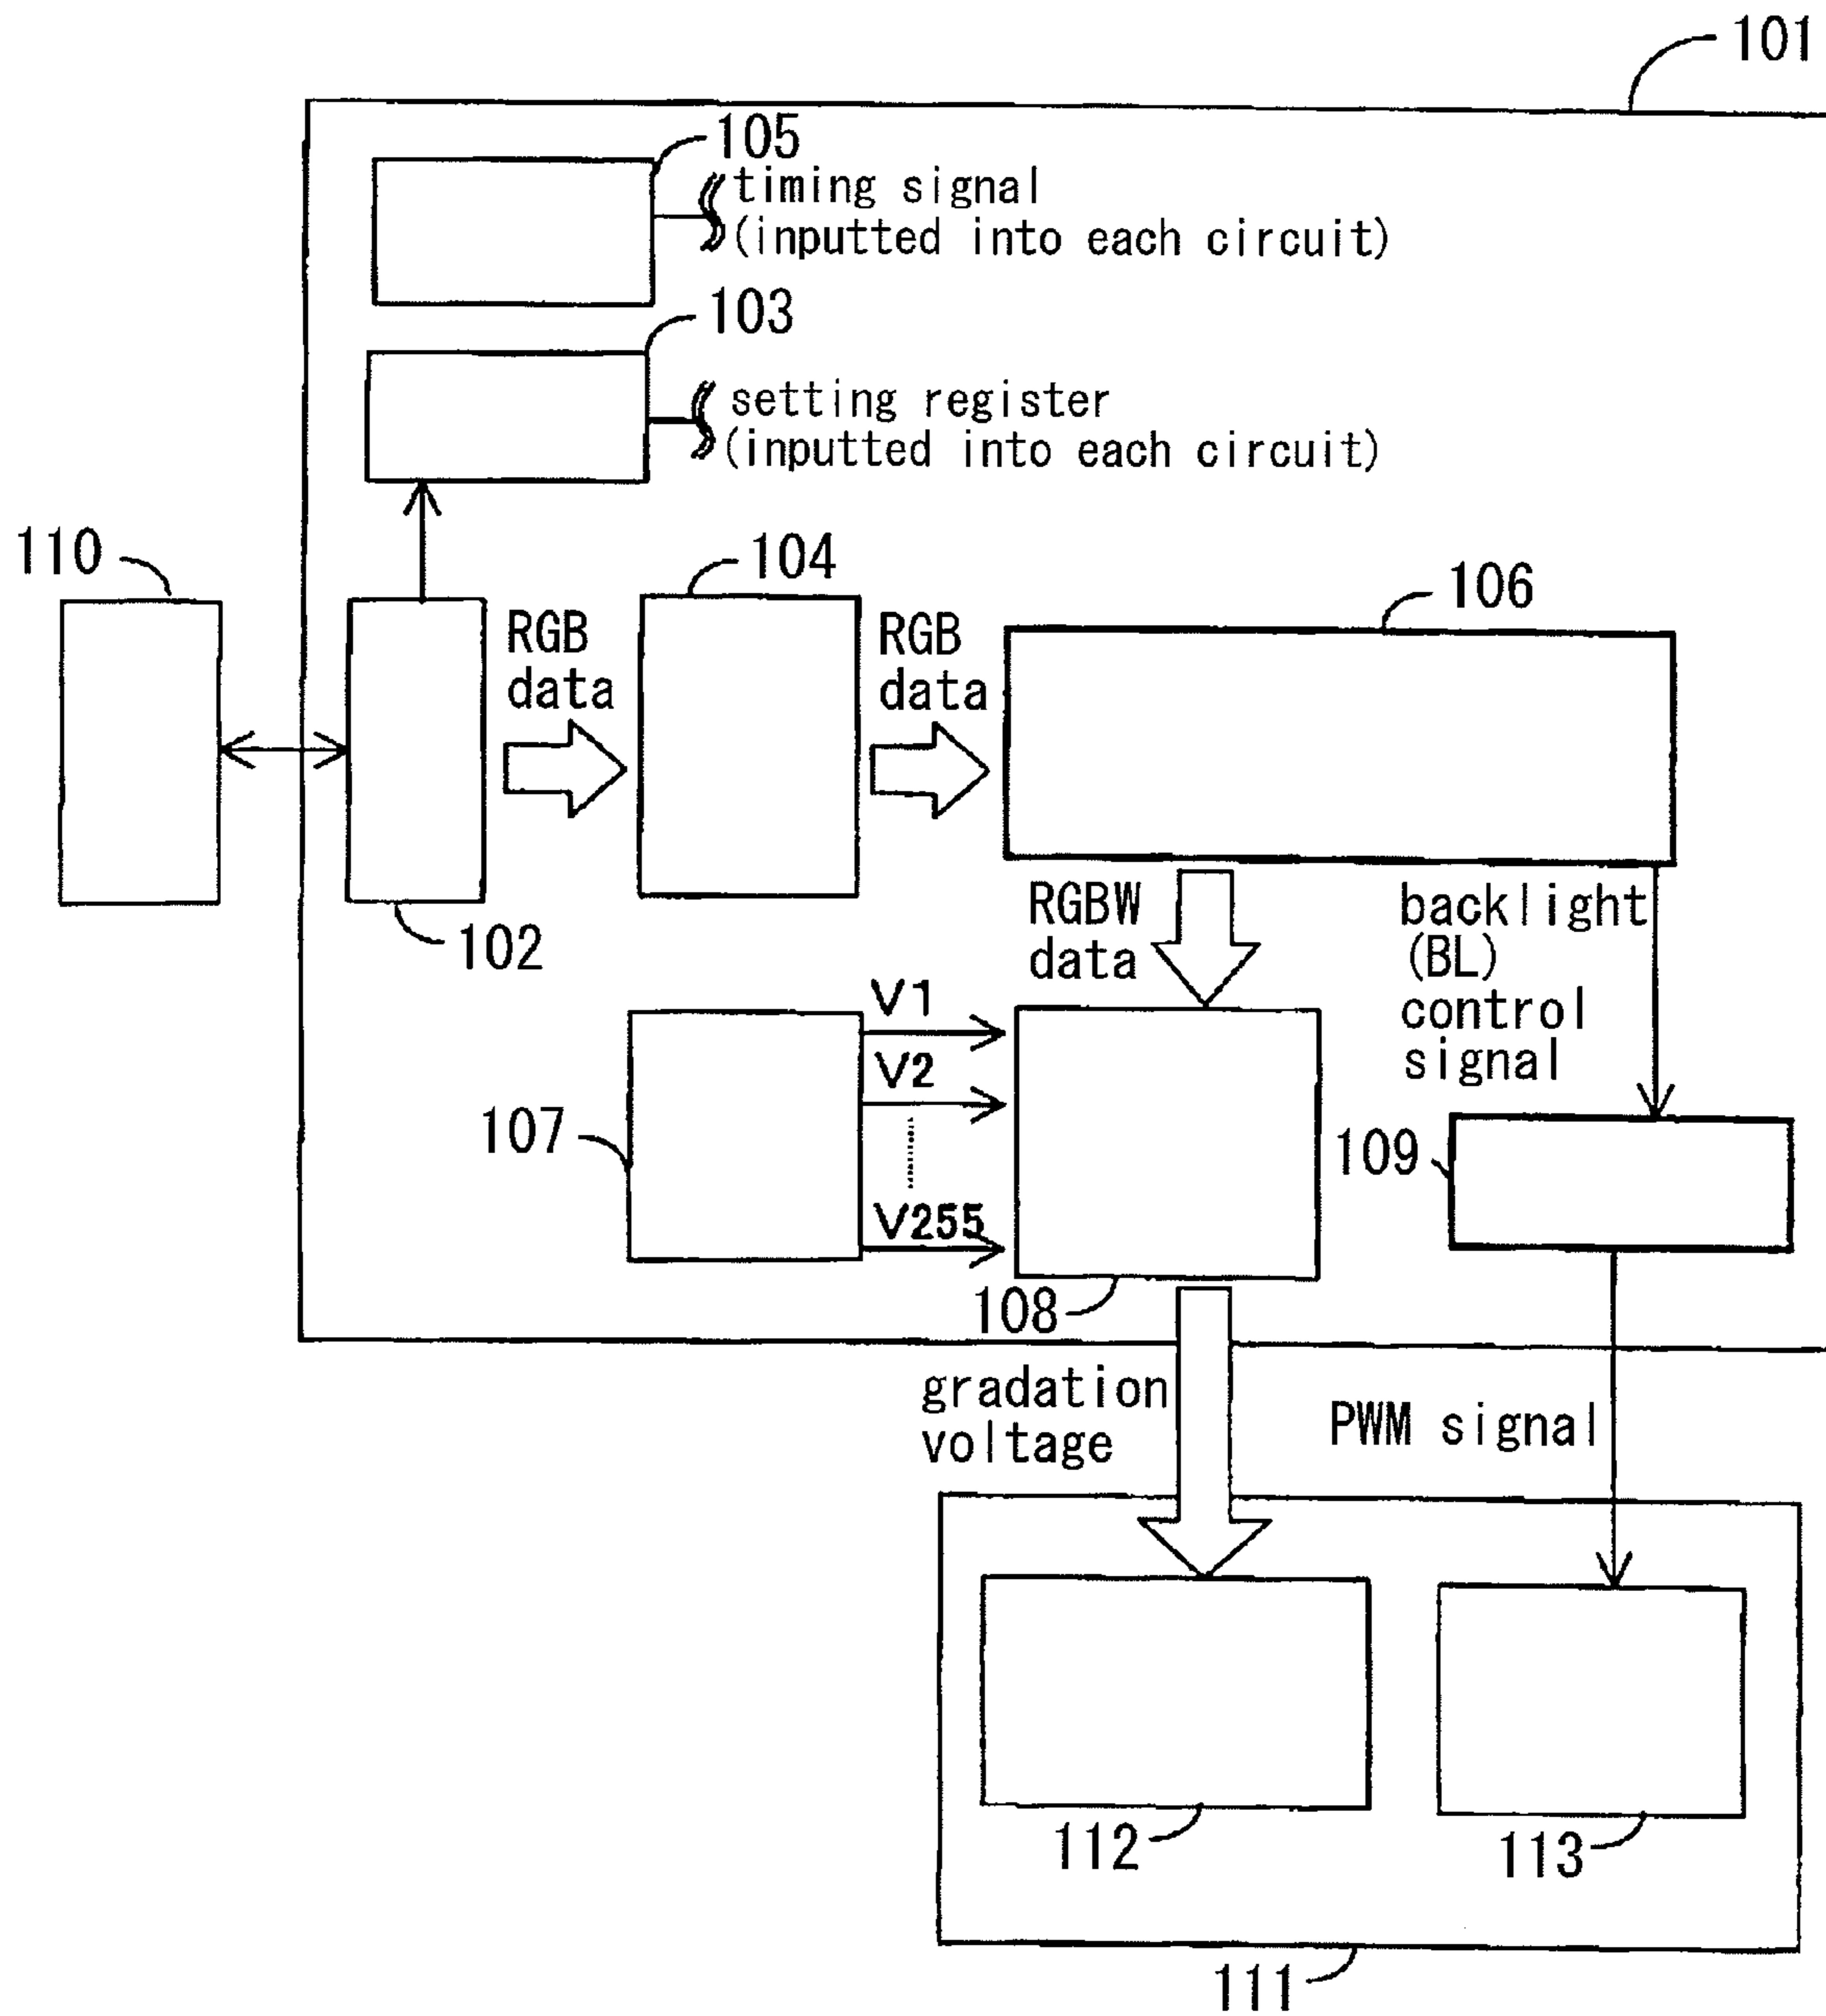 101
105
timing signal
(inputted into each circuit)
103
setting register
(inputted into each circuit)
110
104
106
RGB
data
RGB
data
102
RGBW
data
backlight
(BL)
control
signal
V1
V2
107
109
V255
108
gradation
voltage
PWM signal
112
113
111